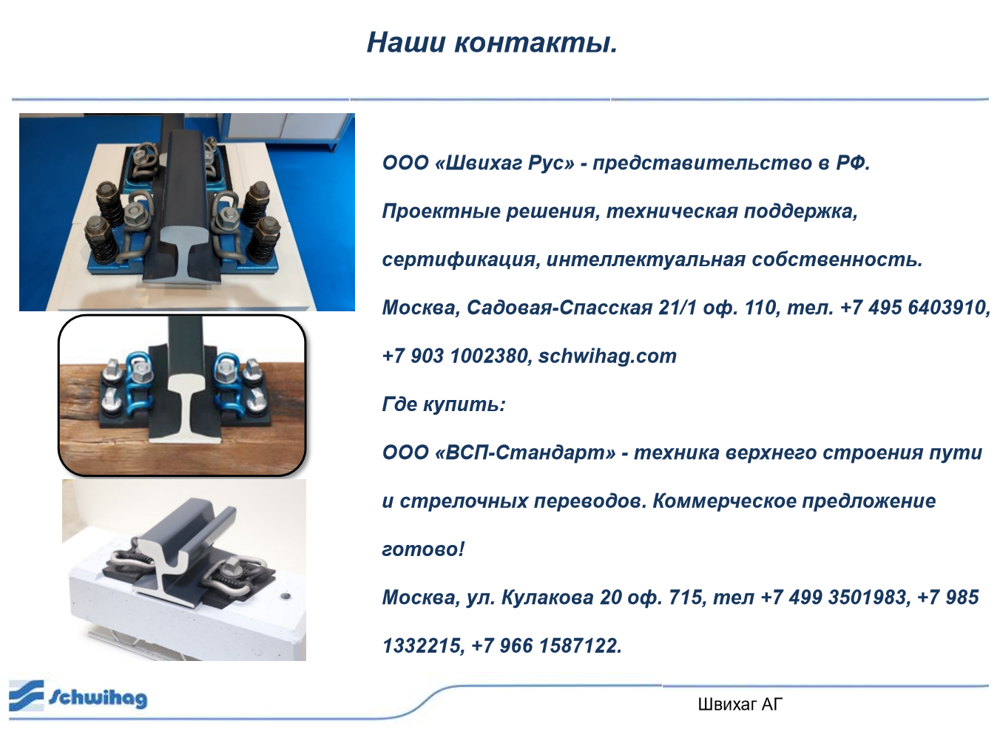 Наши контакты.
ООО «Швихаг Рус» - представительство в РФ.
Проектные решения, техническая поддержка,
сертификация, интеллектуальная собственность.
Москва, Садовая-Спасская 21/1 оф. 110, тел. +7 495 6403910,
+7 903 1002380, schwihag.com
Где купить:
ООО «ВСП-Стандарт» - техника верхнего строения пути
и стрелочных переводов. Коммерческое предложение
готово!
Москва, ул. Кулакова 20 оф. 715, тел +7 499 3501983, +7 985
1332215, +7 966 1587122.
Schwihag
Швихаг АГ